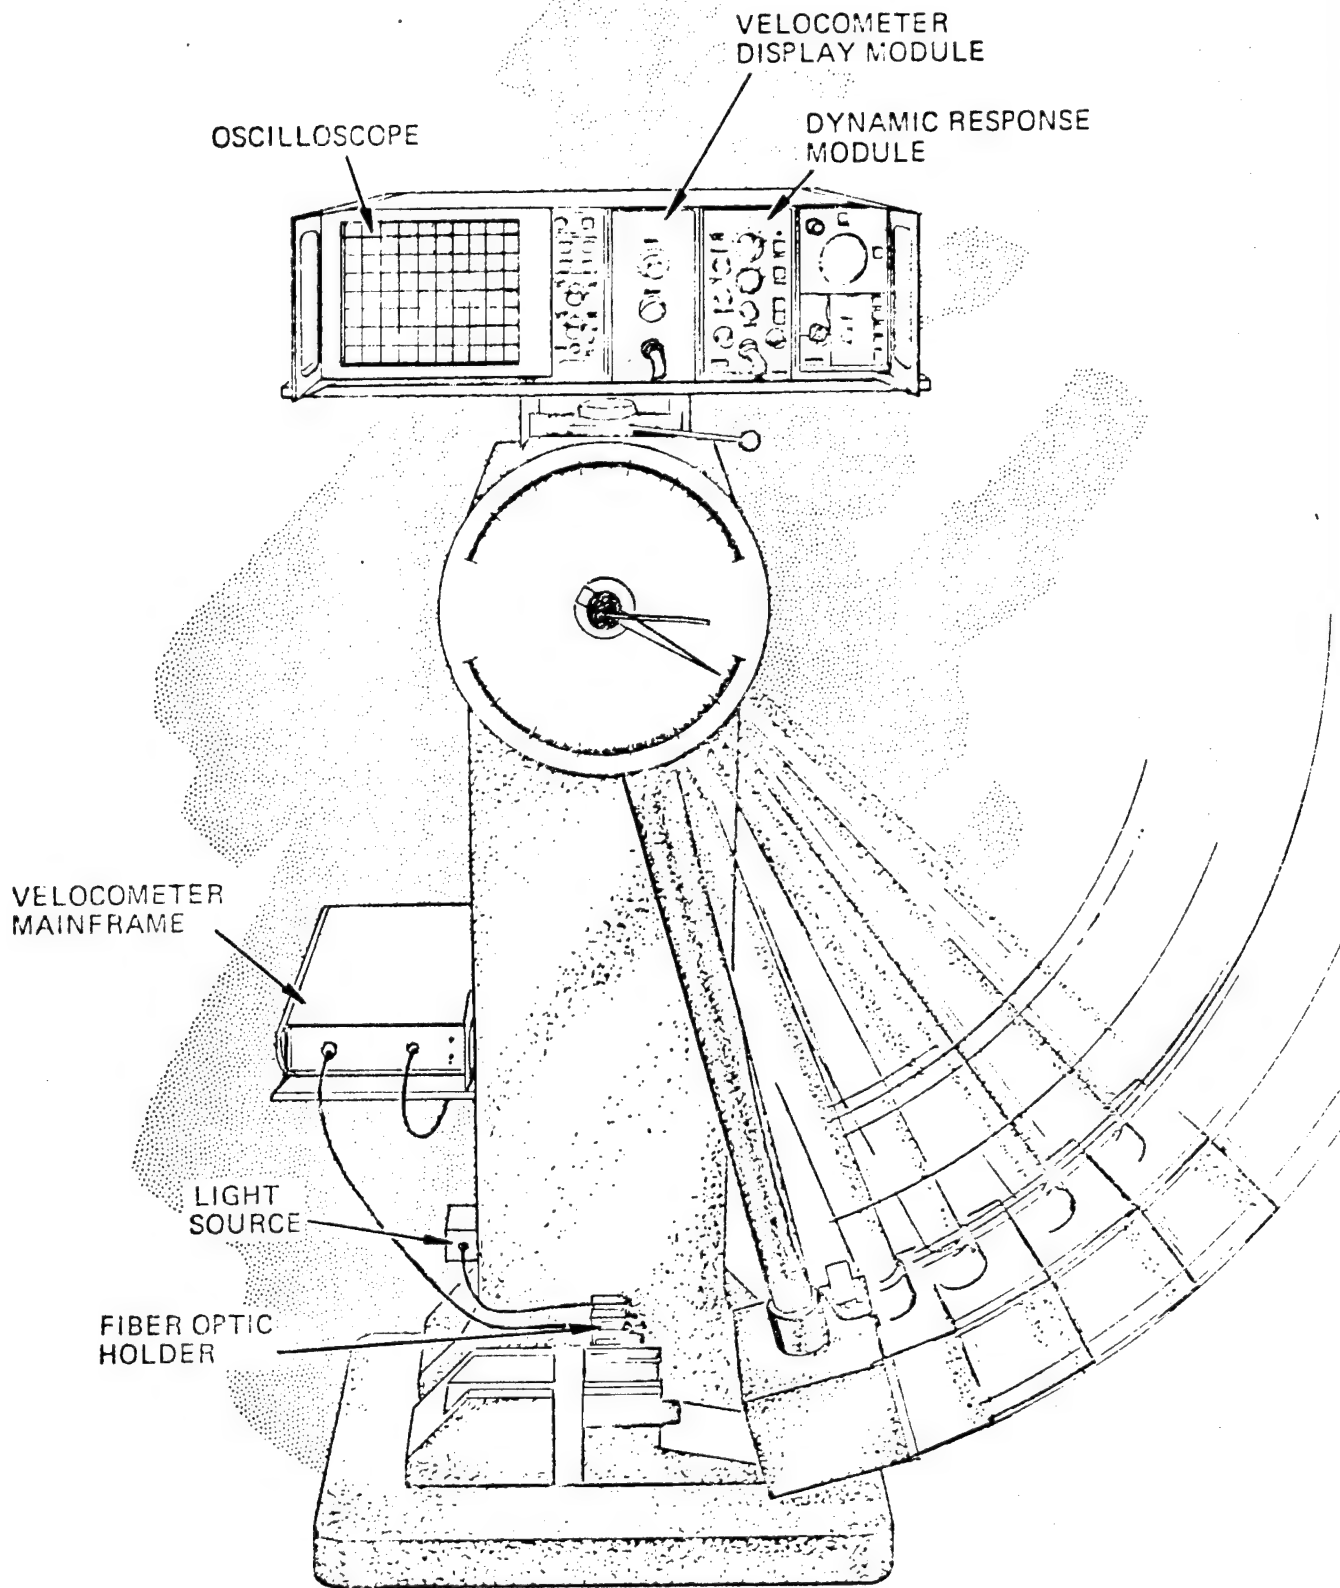 VELOCOMETER
DISPLAY MODULE
DYNAMIC RESPONSE
MODULE
OSCILLOSCOPE
VELOCOMETER
MAINFRAME
LIGHT
SOURCE
FIBER OPTIC
HOLDER